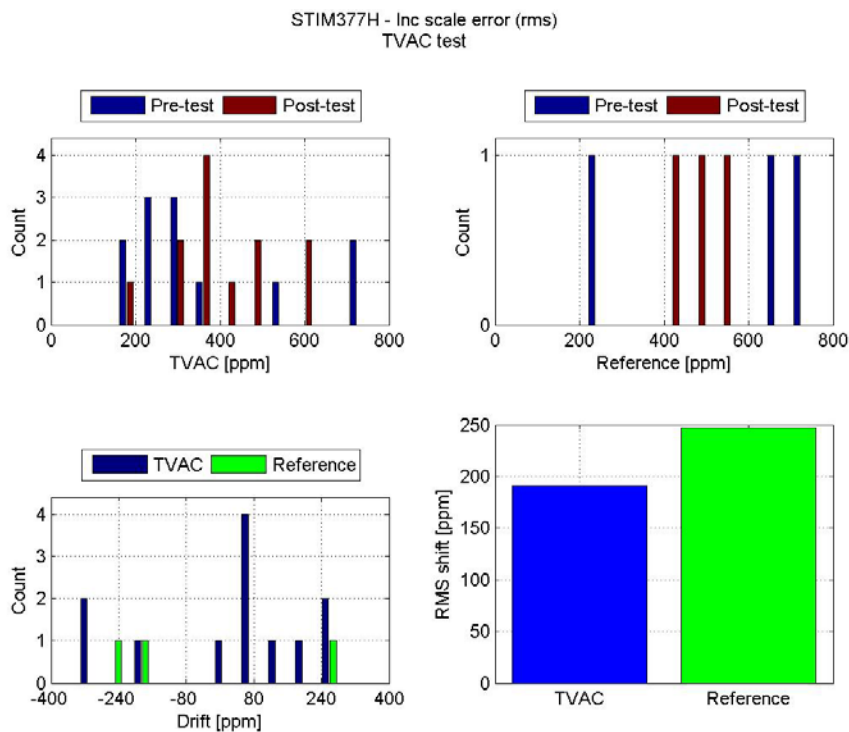 STIM377H - Inc scale error (rms)
TVAC test
Pre-test Post-test
4
3
2
1
0
Count
0 200 400 600 800
TVAC [ppm]
Pre-test Post-test
1
0
Count
0 200 400 600 800
Reference [ppm]
TVAC Reference
4
3
2
1
0
Count
-400 -240 -80 80 240 400
Drift [ppm]
250
200
150
100
50
0
RMS shift [ppm]
TVAC Reference